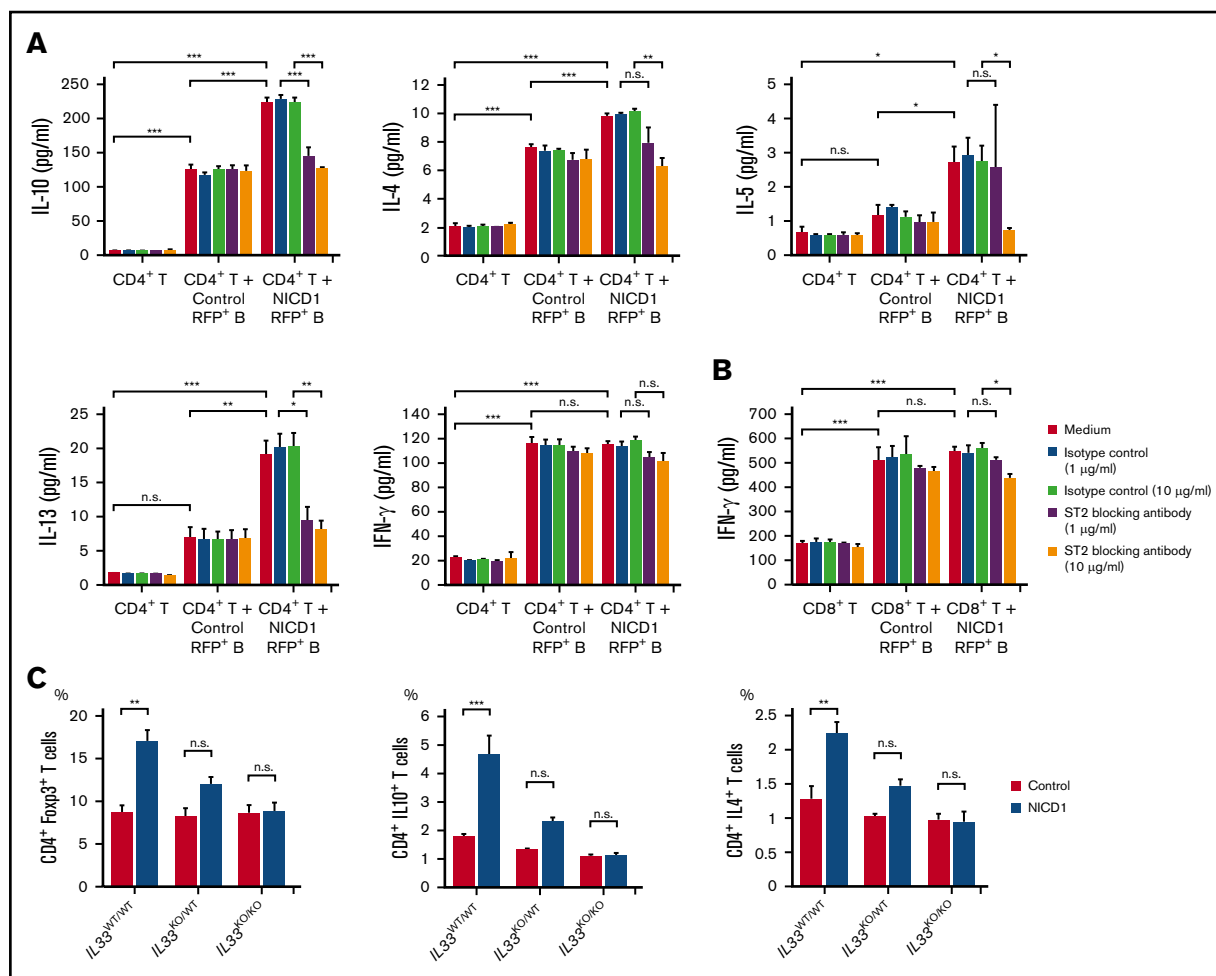 A
*** *** *** *** ***
IL-10 (pg/ml)
250
200
150
100
50
0
CD4+ T
CD4+ T +
Control
RFP+ B
CD4+ T +
NICD1
RFP+ B
*** ** *** n.s. ***
IL-4 (pg/ml)
12
10
8
6
4
2
0
CD4+ T
CD4+ T +
Control
RFP+ B
CD4+ T +
NICD1
RFP+ B
* * n.s. * n.s.
IL-5 (pg/ml)
5
4
3
2
1
0
CD4+ T
CD4+ T +
Control
RFP+ B
CD4+ T +
NICD1
RFP+ B
*** ** ** * n.s.
IL-13 (pg/ml)
25
20
15
10
5
0
CD4+ T
CD4+ T +
Control
RFP+ B
CD4+ T +
NICD1
RFP+ B
*** n.s. n.s. n.s. ***
IFN-γ (pg/ml)
140
120
100
80
60
40
20
0
CD4+ T
CD4+ T +
Control
RFP+ B
CD4+ T +
NICD1
RFP+ B
B
*** * n.s. n.s. ***
IFN-γ (pg/ml)
700
600
500
400
300
200
100
0
CD8+ T
CD8+ T +
Control
RFP+ B
CD8+ T +
NICD1
RFP+ B
Medium
Isotype control
(1 μg/ml)
Isotype control (10 μg/ml)
ST2 blocking antibody
(1 μg/ml)
ST2 blocking antibody
(10 μg/ml)
C
%
CD4+ Foxp3+ T cells
20
15
10
5
0
** n.s. n.s.
IL33WT/WT
IL33KO/WT
IL33KO/KO
%
CD4+ IL10+ T cells
6
5
4
3
2
1
0
*** n.s. n.s.
IL33WT/WT
IL33KO/WT
IL33KO/KO
%
CD4+ IL4+ T cells
2.5
2
1.5
1
0.5
0
** n.s. n.s.
IL33WT/WT
IL33KO/WT
IL33KO/KO
Control
NICD1